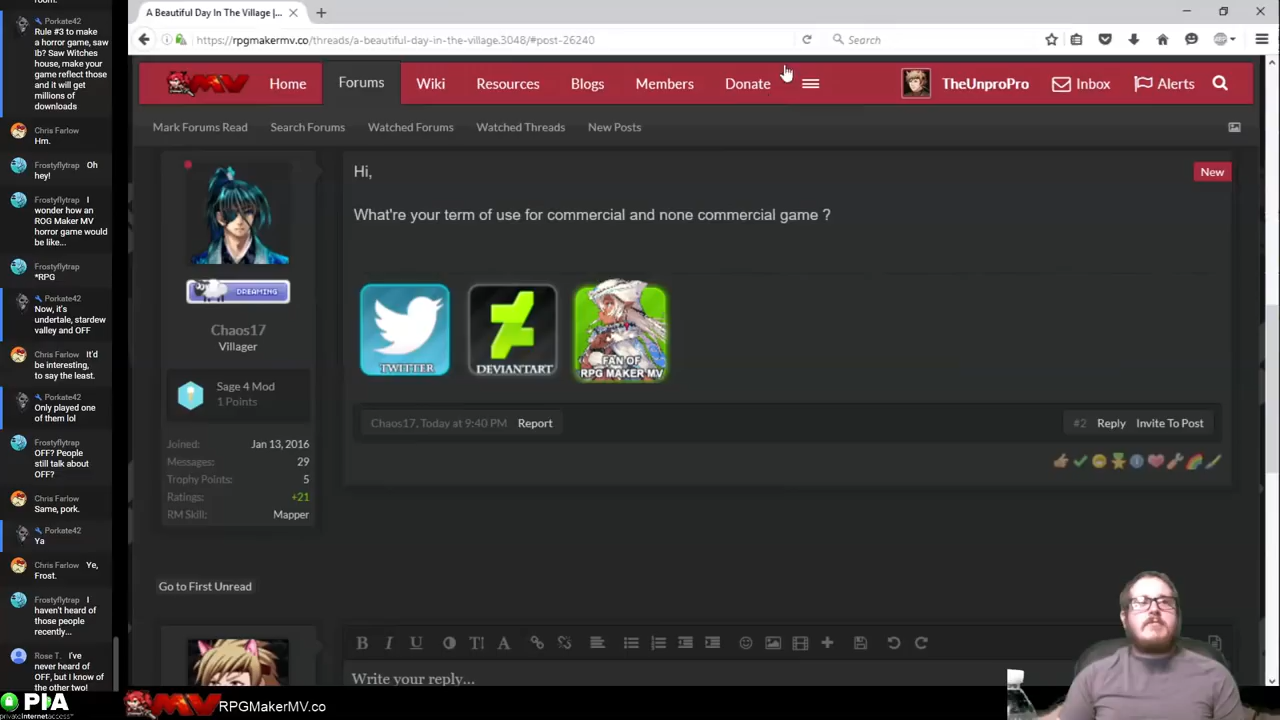 room.
Porkate42
Rule #3 to
make a
horror game, saw
Ib? Saw Witches
house, make your
game reflect those
and it will get
millions of
downloads
Chris Farlow
Hm.
Frostyflytrap Oh
hey!
Frostyflytrap I
wonder how an
ROG Maker MV
horror game would
be like...
Frostyflytrap
*RPG
Porkate42
Now, it's
undertale, stardew
valley and OFF
Chris Farlow It'd
be interesting,
to say the least.
Porkate42
Only played one
of them lol
Frostyflytrap
OFF? People
still talk about
OFF?
Chris Farlow
Same, pork.
Porkate42
Ya
Chris Farlow Ye,
Frost.
Frostyflytrap I
haven't heard of
those people
recently...
Rose T. I've
never heard of
OFF, but I know of
the other two!
PIA
privateinternetaccess
A Beautiful Day In The Village |...
https://rpgmakermv.co/threads/a-beautiful-day-in-the-village.3048/#post-26240
Search
MV
Home Forums Wiki Resources Blogs Members Donate
TheUnproPro Inbox Alerts
Mark Forums Read Search Forums Watched Forums Watched Threads New Posts
Hi,
New
What're your term of use for commercial and none commercial game ?
DREAMING
TWITTER
DEVIANTART
FAN OF
RPG MAKER MV
Chaos17
Villager
Sage 4 Mod
1 Points
Joined: Jan 13, 2016
Messages: 29
Trophy Points: 5
Ratings: +21
RM Skill: Mapper
Chaos17, Today at 9:40 PM Report
#2 Reply Invite To Post
Go to First Unread
B I U
Write your reply...
MV RPGMakerMV.co